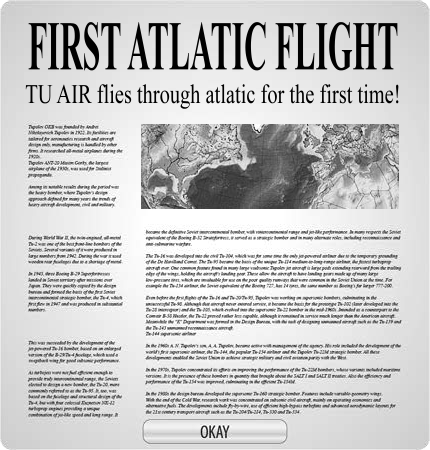 FIRST ATLATIC FLIGHT
TU AIR flies through atlatic for the first time!
Tupolev OKB was founded by Andrei
Nikolayevich Tupolev in 1922. Its facilities are
tailored for aeronautics research and aircraft
design only, manufacturing is handled by other
firms. It researched all-metal airplanes during the
1920s.
Tupolev ANT-20 Maxim Gorky, the largest
airplane of the 1930s, was used for Stalinist
propaganda.
Among its notable results during the period was
the heavy bomber, where Tupolev's design
approach defined for many years the trends of
heavy aircraft development, civil and military.
During World War II, the twin-engined, all-metal
Tu-2 was one of the best front-line bombers of the
Soviets. Several variants of it were produced in
large numbers from 1942. During the war it used
wooden rear fuselages due to a shortage of metal.
In 1945, three Boeing B-29 Superfortresses
landed in Soviet territory after missions over
Japan. They were quickly copied by the design
bureau and formed the basis of the first Soviet
intercontinental strategic bomber, the Tu-4, which
first flew in 1947 and was produced in substantial
numbers.
This was succeeded by the development of the
jet-powered Tu-16 bomber, based on an enlarged
version of the B-29/Tu-4 fuselage, which used a
sweptback wing for good subsonic performance.
As turbojets were not fuel efficient enough to
provide truly intercontinental range, the Soviets
elected to design a new bomber, the Tu-20, more
commonly referred to as the Tu-95. It, too, was
based on the fuselage and structural design of the
Tu-4, but with four colossal Kuznetsov NK-12
turboprop engines providing a unique
combination of jet-like speed and long range. It
became the definitive Soviet intercontinental bomber, with intercontinental range and jet-like performance. In many respects the Soviet
equivalent of the Boeing B-52 Stratofortress, it served as a strategic bomber and in many alternate roles, including reconnaissance and
anti-submarine warfare.
The Tu-16 was developed into the civil Tu-104, which was for some time the only jet-powered airliner due to the temporary grounding
of the De Havilland Comet. The Tu-95 became the basis of the unique Tu-114 medium-to-long-range airliner, the fastest turboprop
aircraft ever. One common feature found in many large subsonic Tupolev jet aircraft is large pods extending rearward from the trailing
edge of the wings, holding the aircraft's landing gear. These allow the aircraft to have landing gears made up of many large
low-pressure tires, which are invaluable for use on the poor quality runways that were common in the Soviet Union at the time. For
example the Tu-154 airliner, the Soviet equivalent of the Boeing 727, has 14 tires, the same number as Boeing's far larger 777-200.
Even before the first flights of the Tu-16 and Tu-20/Tu-95, Tupolev was working on supersonic bombers, culminating in the
unsuccessful Tu-98. Although that aircraft never entered service, it became the basis for the prototype Tu-102 (later developed into the
Tu-28 interceptor) and the Tu-105, which evolved into the supersonic Tu-22 bomber in the mid-1960s. Intended as a counterpart to the
Convair B-58 Hustler, the Tu-22 proved rather less capable, although it remained in service much longer than the American aircraft.
Meanwhile the "K" Department was formed in the Design Bureau, with the task of designing unmanned aircraft such as the Tu-139 and
the Tu-143 unmanned reconnaissance aircraft.
Tu-144 supersonic airliner
In the 1960s A. N. Tupolev's son, A. A. Tupolev, became active with management of the agency. His role included the development of the
world's first supersonic airliner, the Tu-144, the popular Tu-154 airliner and the Tupolev Tu-22M strategic bomber. All these
developments enabled the Soviet Union to achieve strategic military and civil aviation parity with the West.
In the 1970s, Tupolev concentrated its efforts on improving the performance of the Tu-22M bombers, whose variants included maritime
versions. It is the presence of these bombers in quantity that brought about the SALT I and SALT II treaties. Also the efficiency and
performance of the Tu-154 was improved, culminating in the efficient Tu-154M.
In the 1980s the design bureau developed the supersonic Tu-160 strategic bomber. Features include variable-geometry wings.
With the end of the Cold War, research work was concentrated on subsonic civil aircraft, mainly on operating economics and
alternative fuels. The developments include fly-by-wire, use of efficient high-bypass turbofans and advanced aerodynamic layouts for
the 21st century transport aircraft such as the Tu-204/Tu-214, Tu-330 and Tu-334.
OKAY